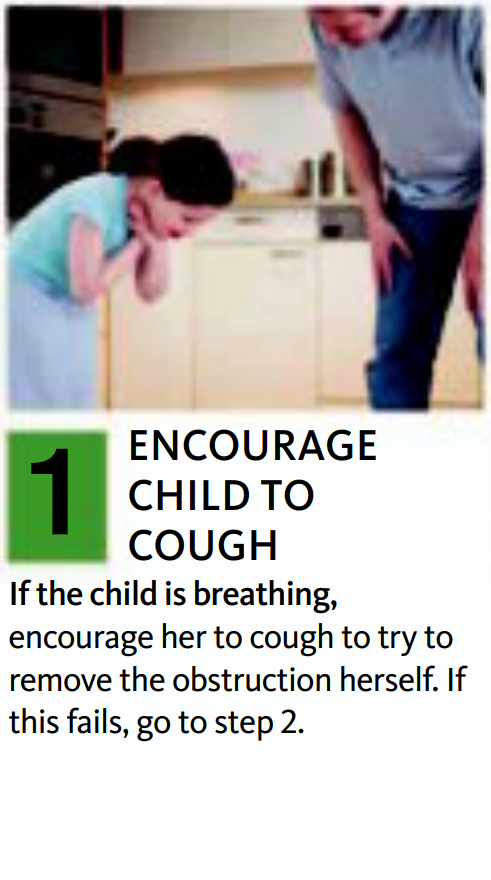 1
ENCOURAGE
CHILD TO
COUGH
If the child is breathing,
encourage her to cough to try to
remove the obstruction herself. If
this fails, go to step 2.